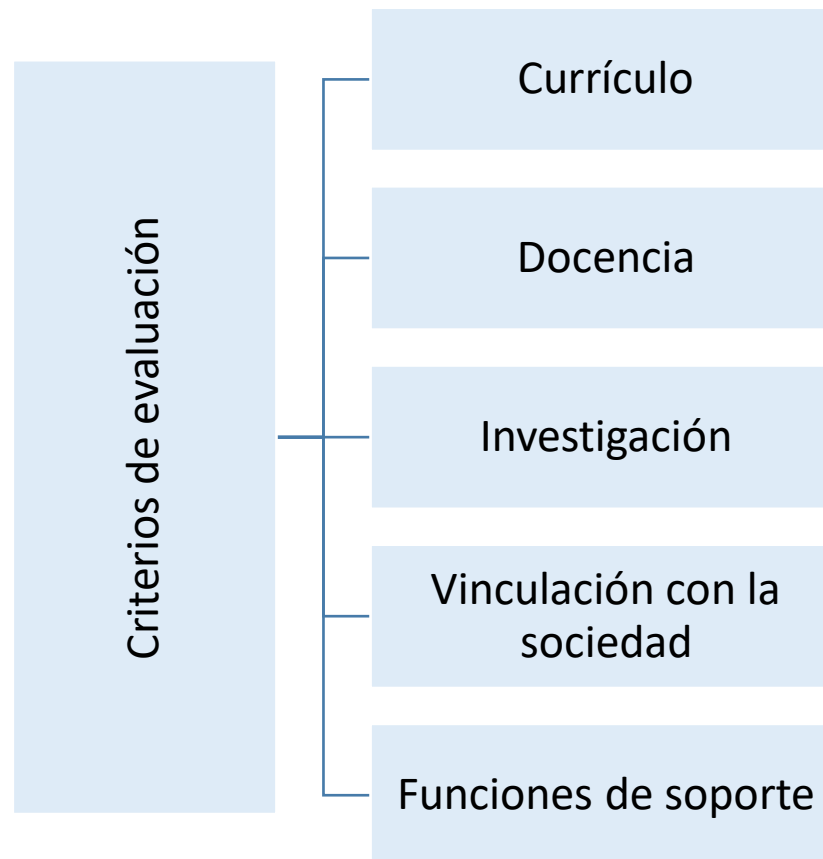 Criterios de evaluación
Currículo
Docencia
Investigación
Vinculación con la
sociedad
Funciones de soporte